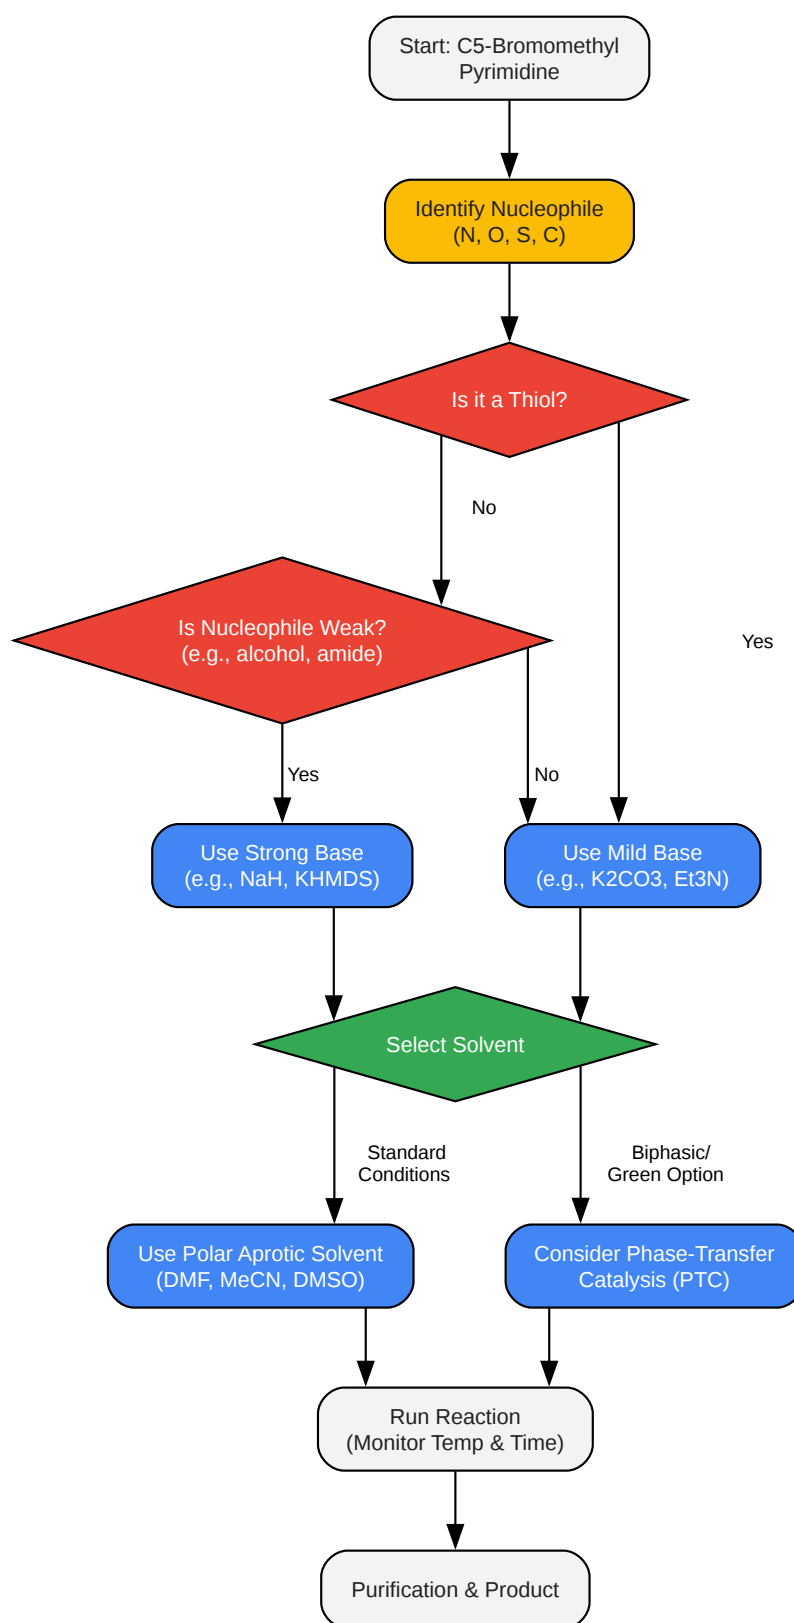 Start: C5-Bromomethyl
Pyrimidine
Identify Nucleophile
(N, O, S, C)
Is it a Thiol?
No
Is Nucleophile Weak?
(e.g., alcohol, amide)
Yes
Yes
No
Use Strong Base
(e.g., NaH, KHMDS)
Use Mild Base
(e.g., K2CO3, Et3N)
Select Solvent
Standard
Conditions
Biphasic/
Green Option
Use Polar Aprotic Solvent
(DMF, MeCN, DMSO)
Consider Phase-Transfer
Catalysis (PTC)
Run Reaction
(Monitor Temp & Time)
Purification & Product